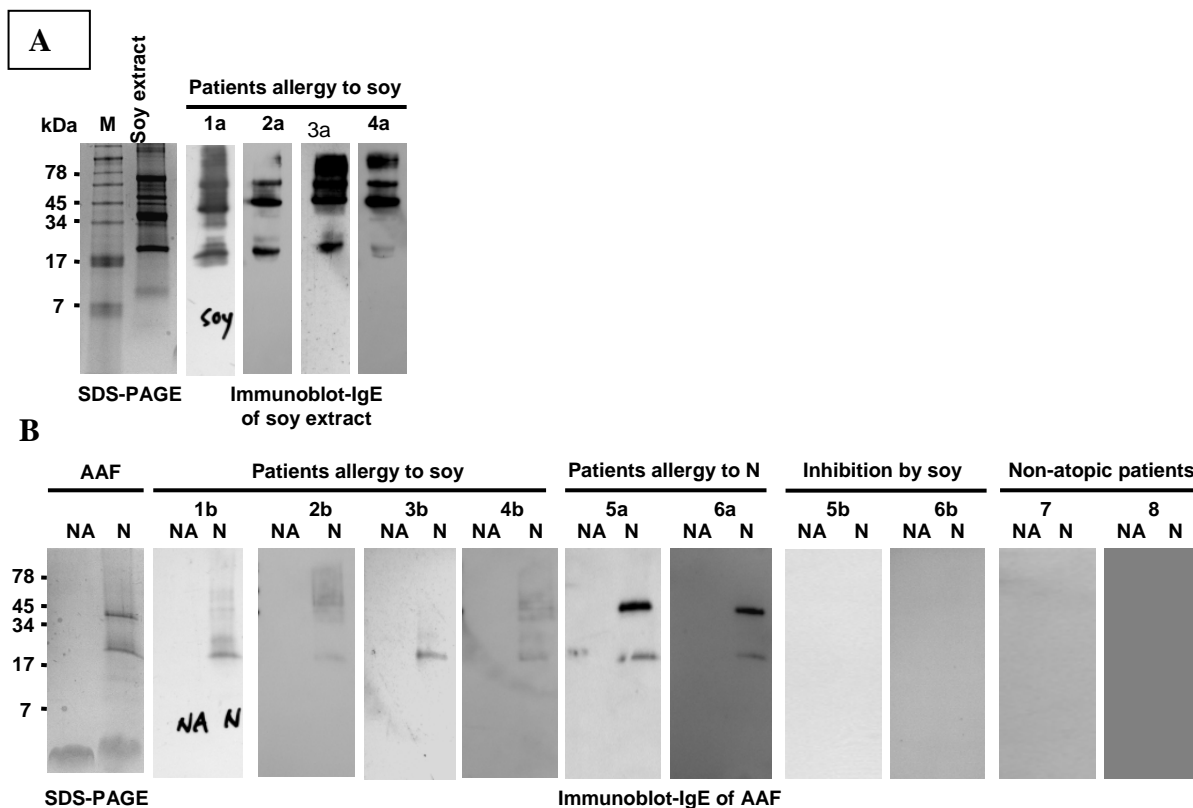 A
Soy extract
Patients allergy to soy
kDa M 1a 2a 3a 4a
78
45
34
17
7
soy
SDS-PAGE Immunoblot-IgE
of soy extract
B
AAF Patients allergy to soy Patients allergy to N Inhibition by soy Non-atopic patients
1b 2b 3b 4b 5a 6a 5b 6b 7 8
NA N NA N NA N NA N NA N NA N NA N NA N NA N NA N NA N
78
45
34
17
7
NA N
SDS-PAGE Immunoblot-IgE of AAF